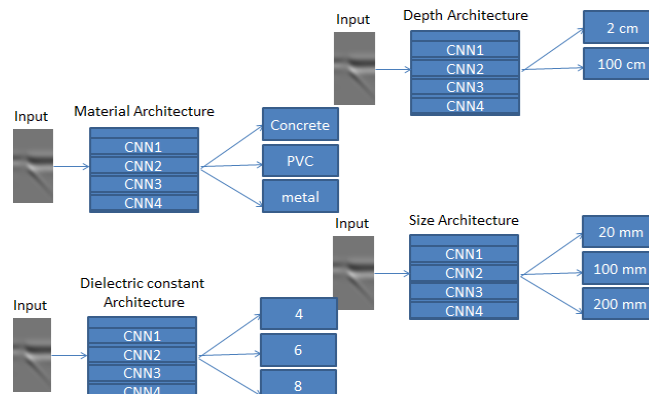 Depth Architecture
Input
2 cm
CNN1
CNN2
100 cm
CNN3
CNN4
Material Architecture
Input
Concrete
CNN1
CNN2
PVC
CNN3
CNN4
metal
Size Architecture
Input
20 mm
CNN1
CNN2
100 mm
CNN3
CNN4
200 mm
Dielectric constant
Architecture
Input
4
CNN1
CNN2
6
CNN3
CNN4
8